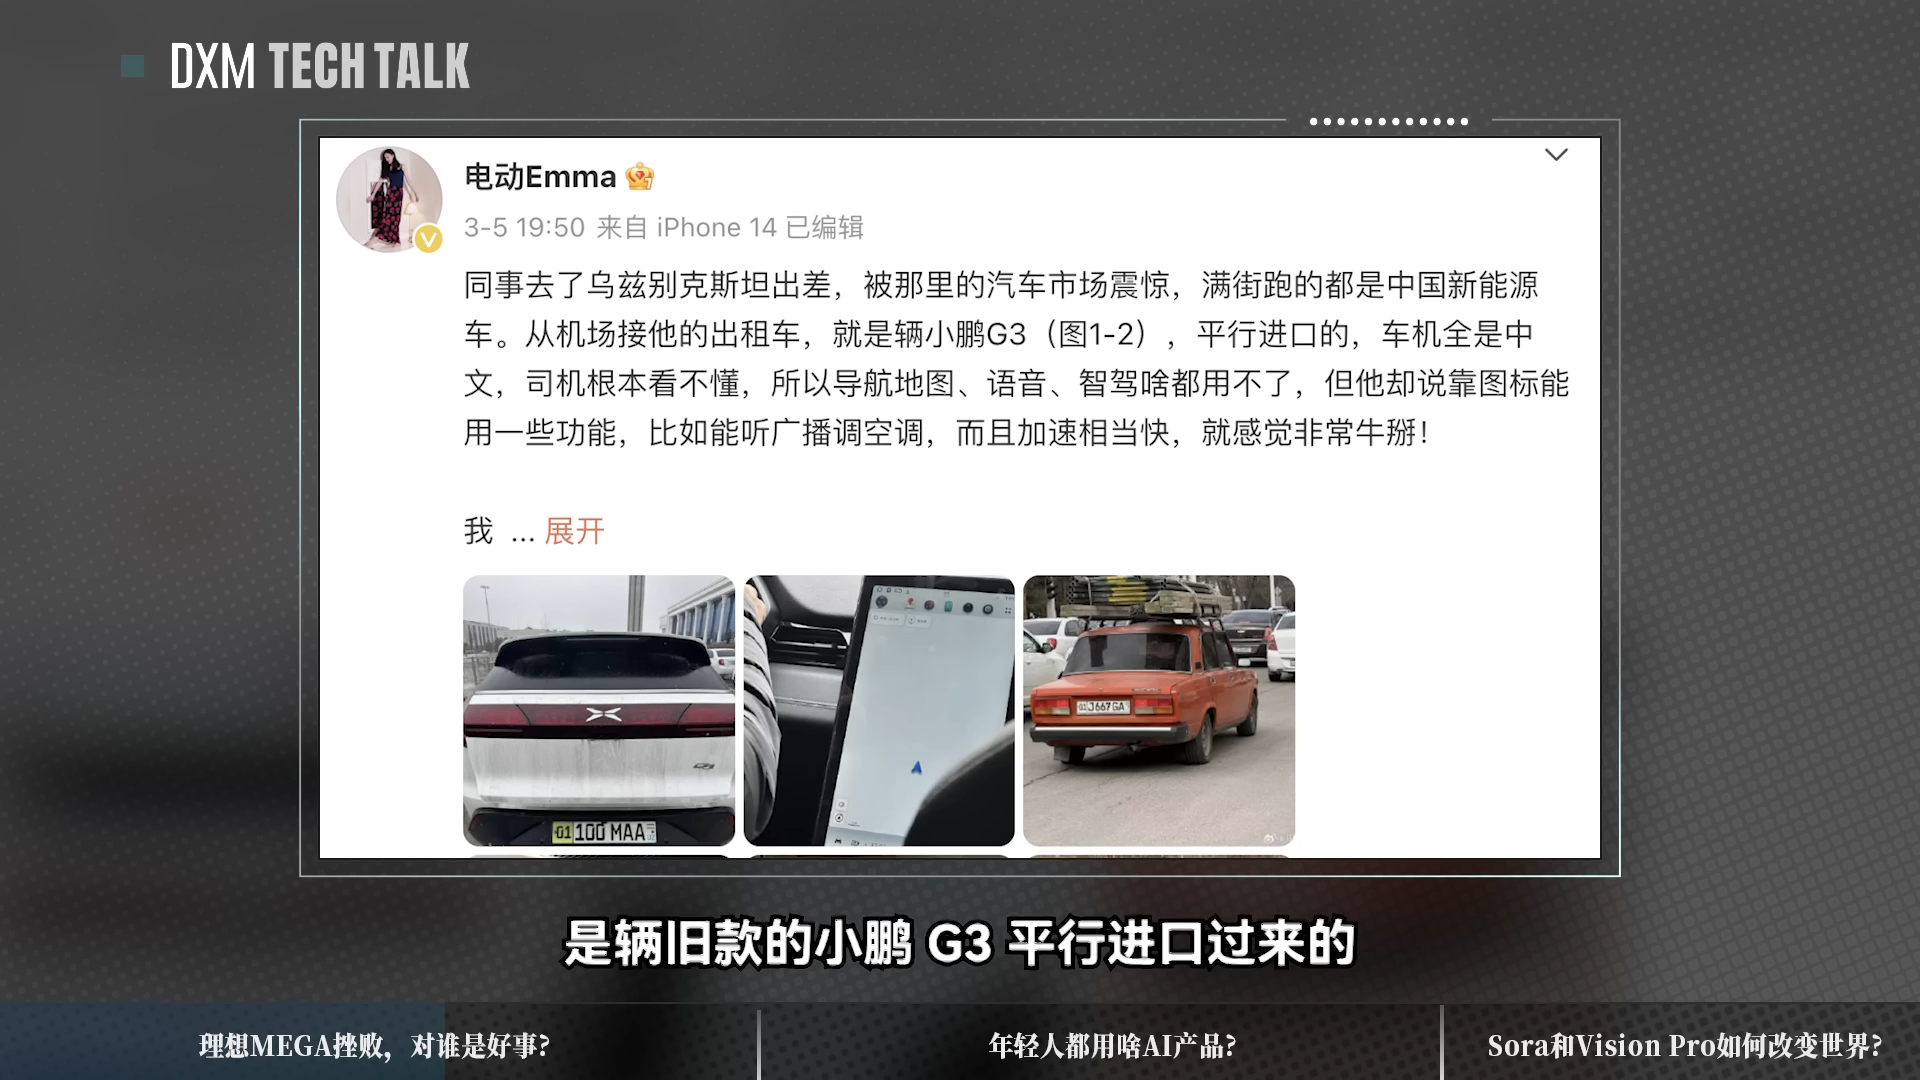 DXM TECH TALK
电动Emma
3-5 19:50 来自 iPhone 14 已编辑
同事去了乌兹别克斯坦出差，被那里的汽车市场震惊，满街跑的都是中国新能源
车。从机场接他的出租车，就是辆小鹏G3（图1-2），平行进口的，车机全是中
文，司机根本看不懂，所以导航地图、语音、智驾啥都用不了，但他却说靠图标能
用一些功能，比如能听广播调空调，而且加速相当快，就感觉非常牛掰！
我 ... 展开
G3
01 100 MAA
01 J667GA
是辆旧款的小鹏 G3 平行进口过来的
理想MEGA挫败，对谁是好事？
年轻人都用啥AI产品？
Sora和Vision Pro如何改变世界？